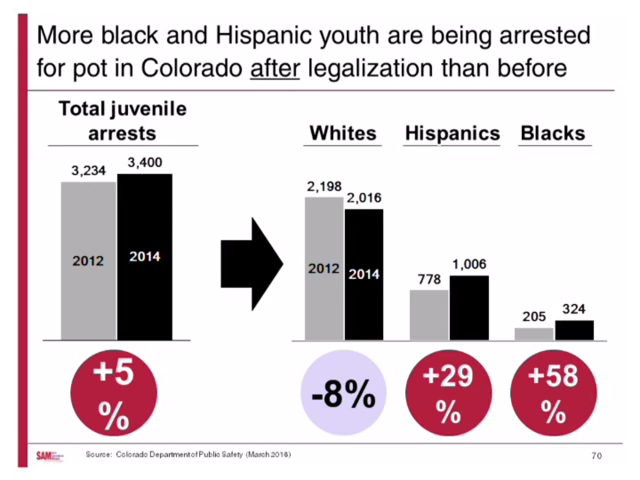 More black and Hispanic youth are being arrested
for pot in Colorado after legalization than before
Total juvenile
arrests
Whites
Hispanics
Blacks
3,234
3,400
2012
2014
2,198
2,016
2012
2014
778
1,006
205
324
+5
%
-8%
+29
%
+58
%
SAM
Source: Colorado Department of Public Safety (March 2016)
70